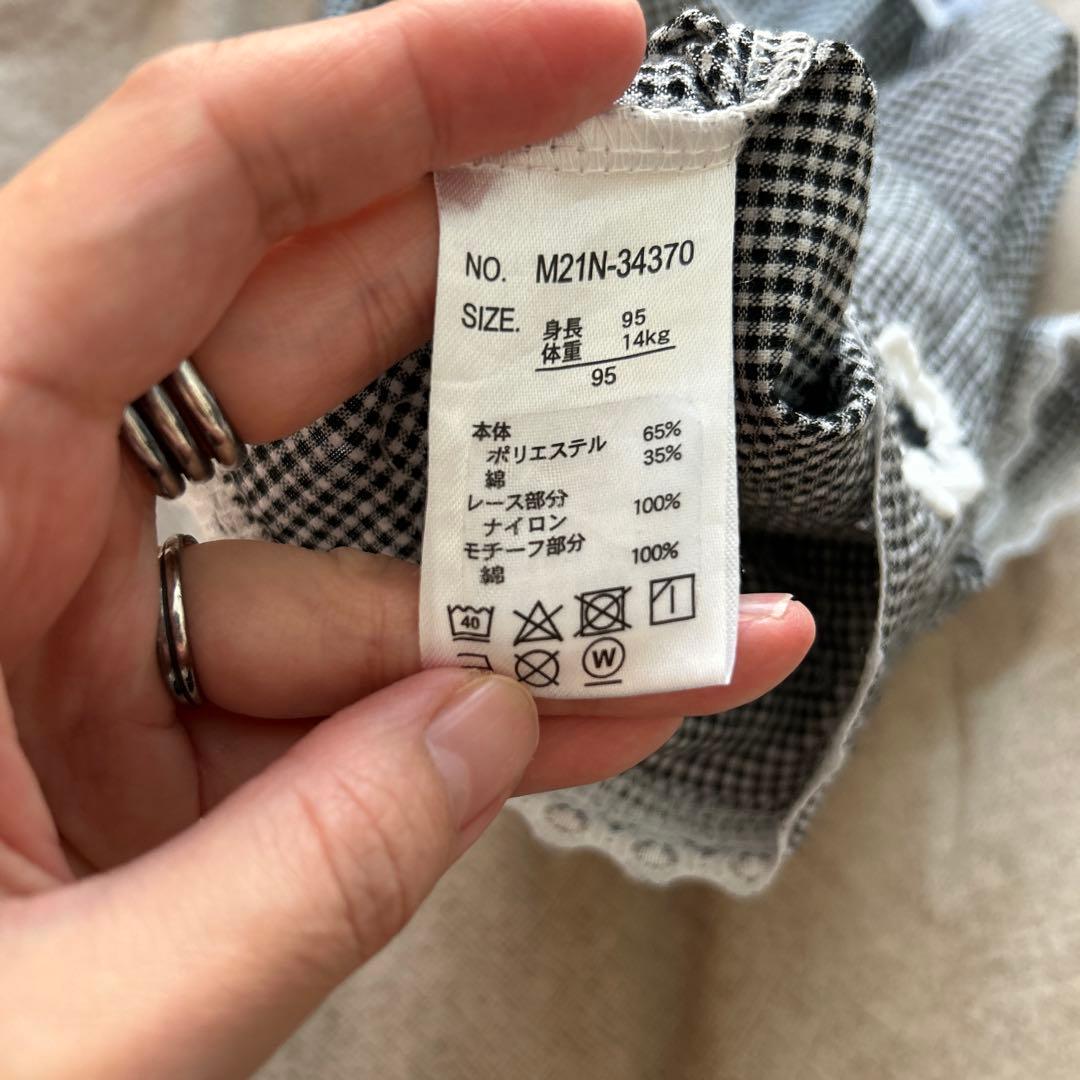 NO. M21N-34370
SIZE. 身長 95
体重 14kg
95
本体
ポリエステル 65%
綿 35%
レース部分
ナイロン 100%
モチーフ部分
綿 100%
40
W